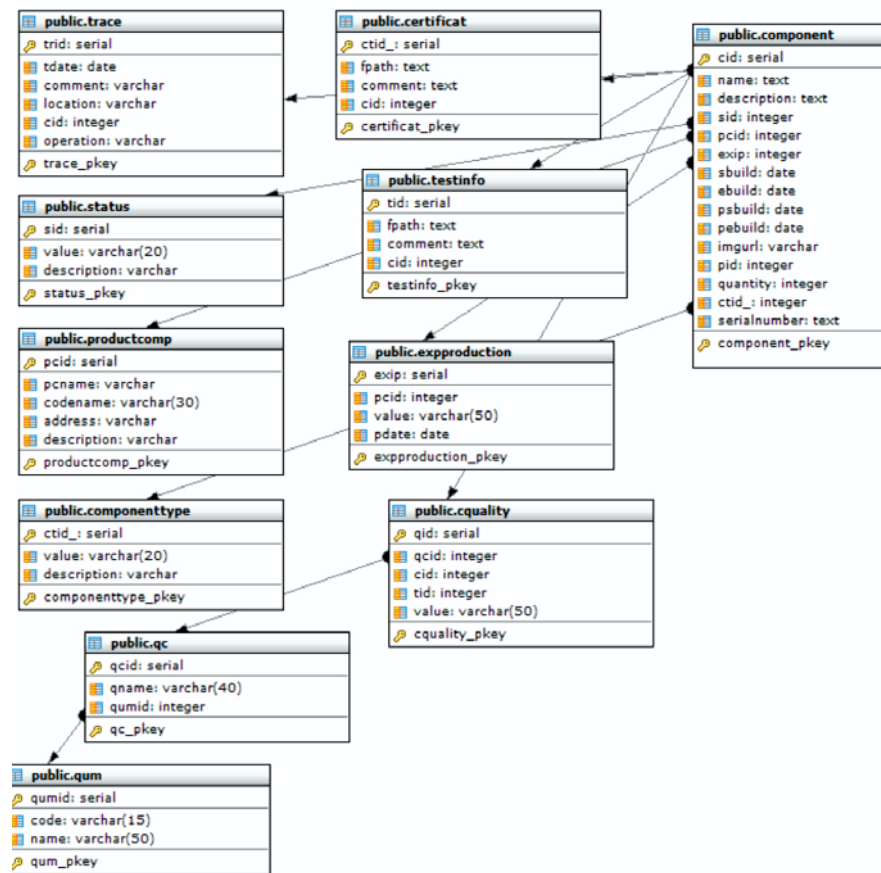 public.trace
trid: serial
tdate: date
comment: varchar
location: varchar
cid: integer
operation: varchar
trace_pkey
public.certificat
ctid_: serial
fpath: text
comment: text
cid: integer
certificat_pkey
public.component
cid: serial
name: text
description: text
sid: integer
pcid: integer
exip: integer
sbuild: date
ebuild: date
psbuild: date
pebuild: date
imgurl: varchar
pid: integer
quantity: integer
ctid_: integer
serialnumber: text
component_pkey
public.testinfo
tid: serial
fpath: text
comment: text
cid: integer
testinfo_pkey
public.status
sid: serial
value: varchar(20)
description: varchar
status_pkey
public.productcomp
pcid: serial
pcname: varchar
codename: varchar(30)
address: varchar
description: varchar
productcomp_pkey
public.expproduction
exip: serial
pcid: integer
value: varchar(50)
pdate: date
expproduction_pkey
public.componenttype
ctid_: serial
value: varchar(20)
description: varchar
componenttype_pkey
public.cquality
qid: serial
qcid: integer
cid: integer
tid: integer
value: varchar(50)
cquality_pkey
public.qc
qcid: serial
qname: varchar(40)
qumid: integer
qc_pkey
public.qum
qumid: serial
code: varchar(15)
name: varchar(50)
qum_pkey